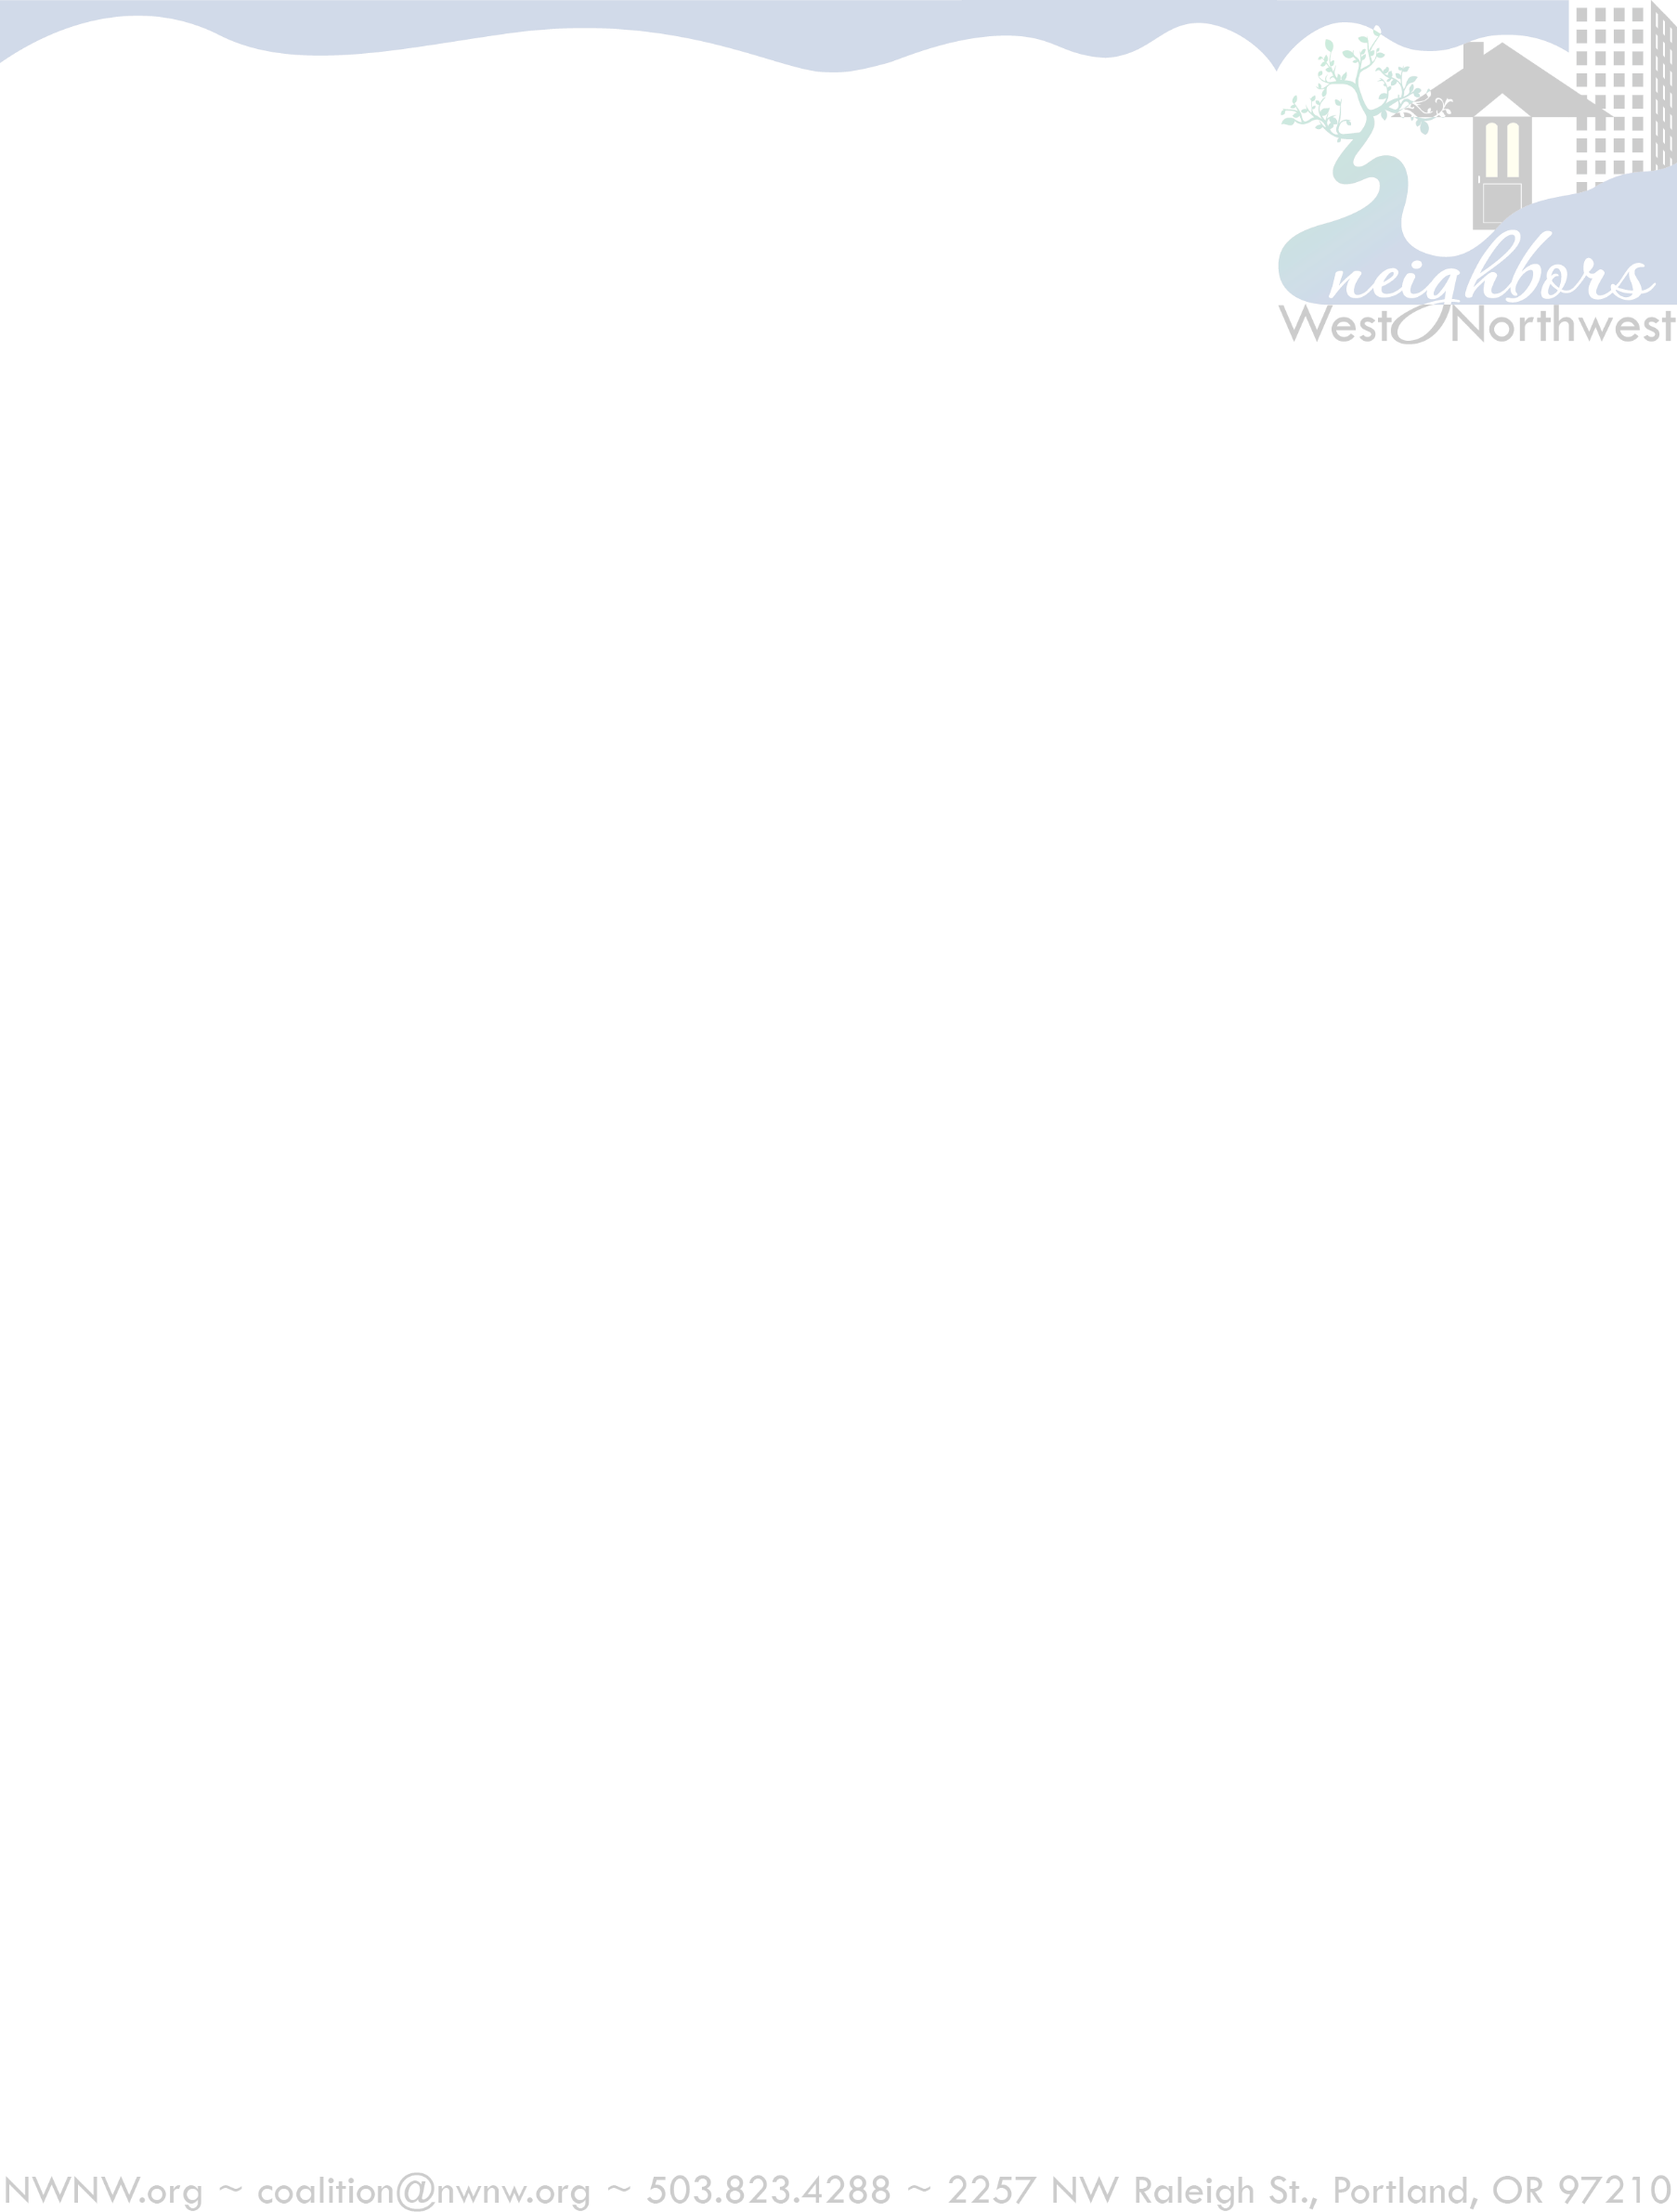 neighbors
West Northwest
NWNW.org ~ coalition@nwnw.org ~ 503.823.4288 ~ 2257 NW Raleigh St., Portland, OR 97210